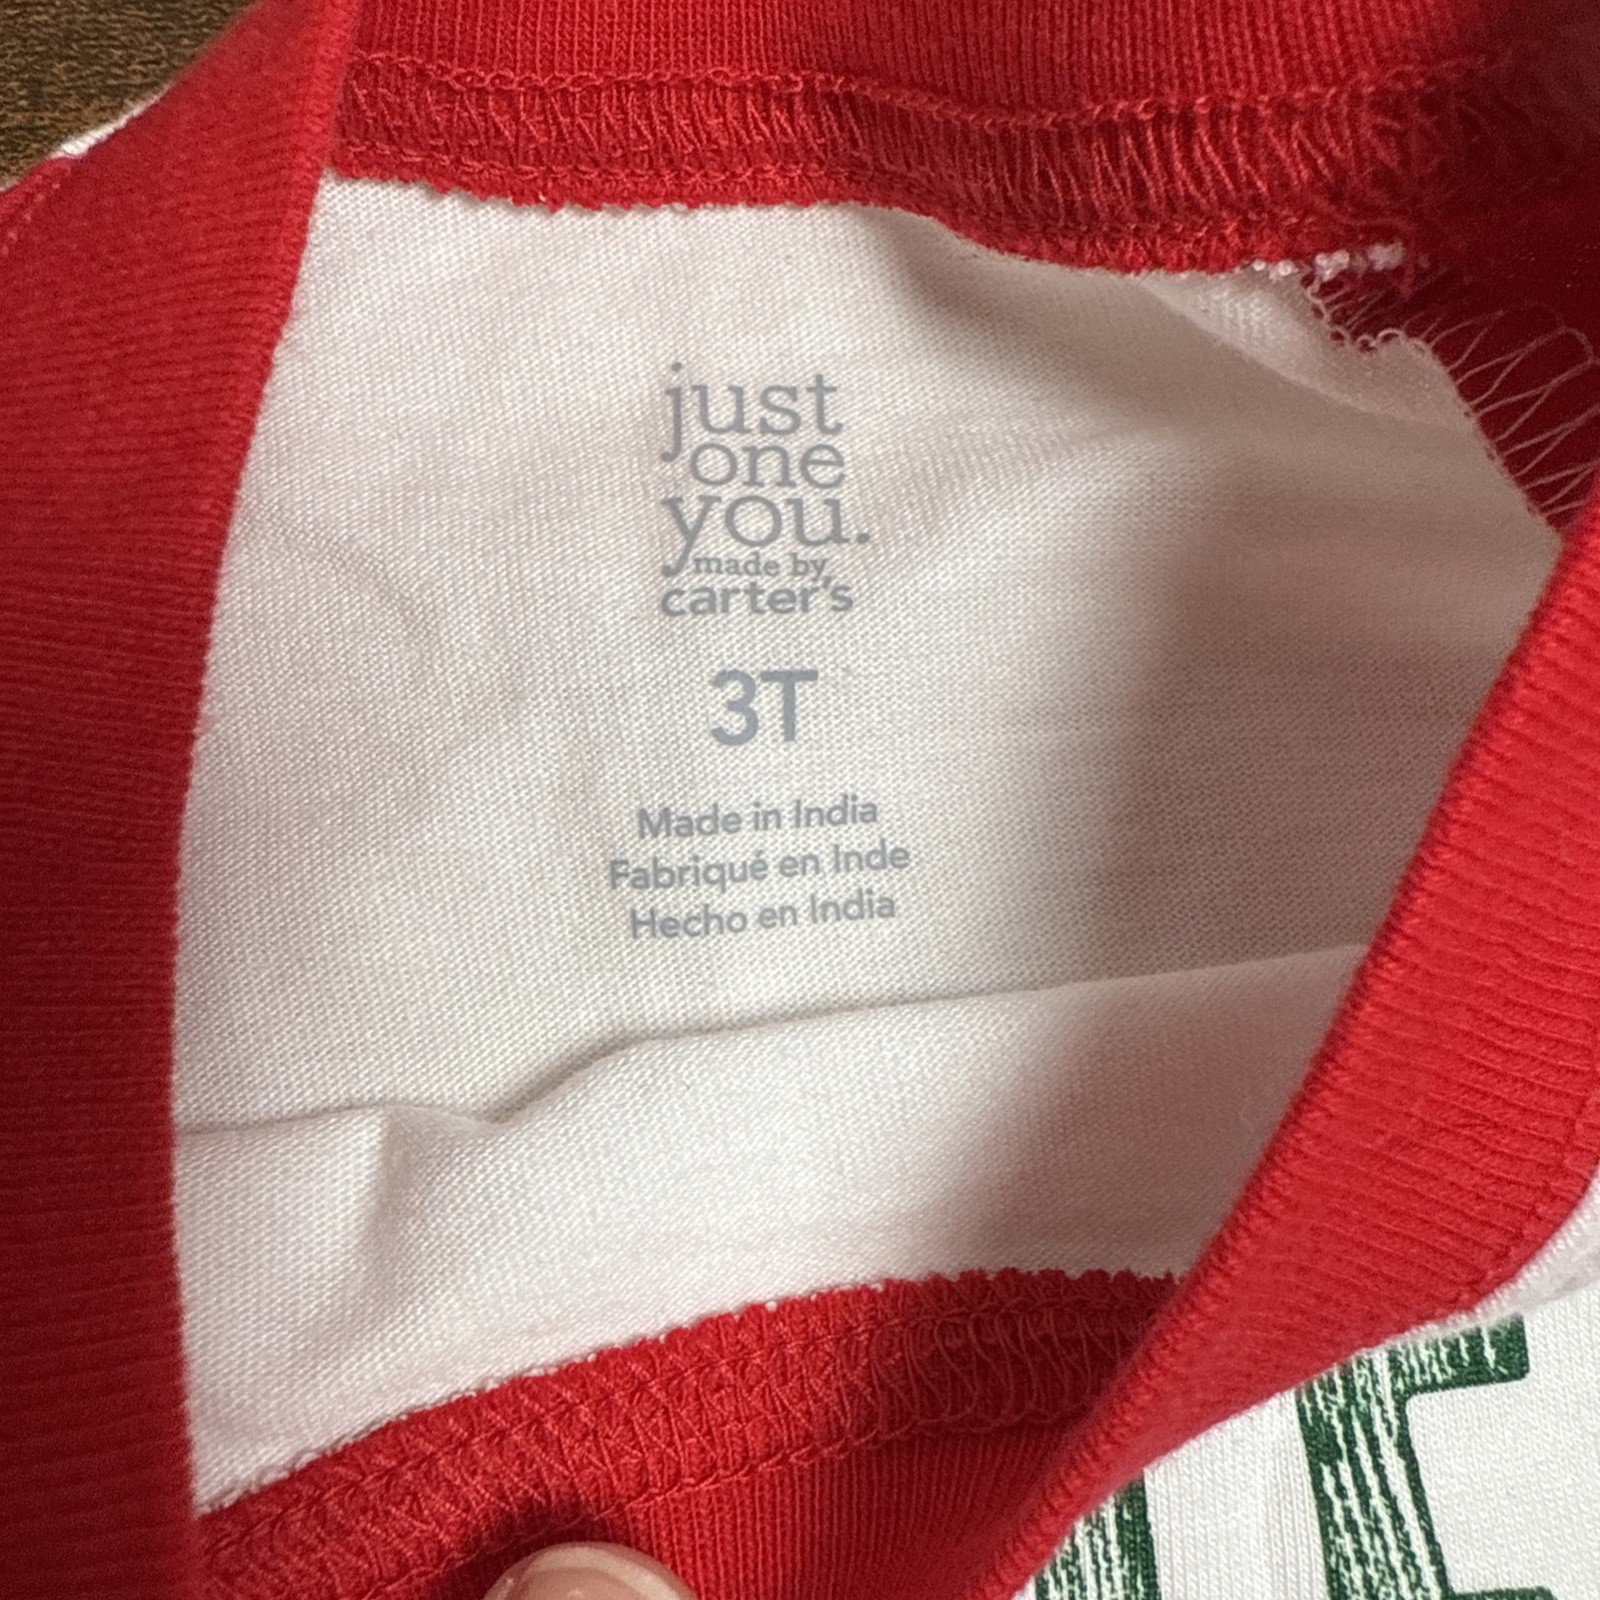 just
one
you.
made by
carter's
3T
Made in India
Fabriqué en Inde
Hecho en India